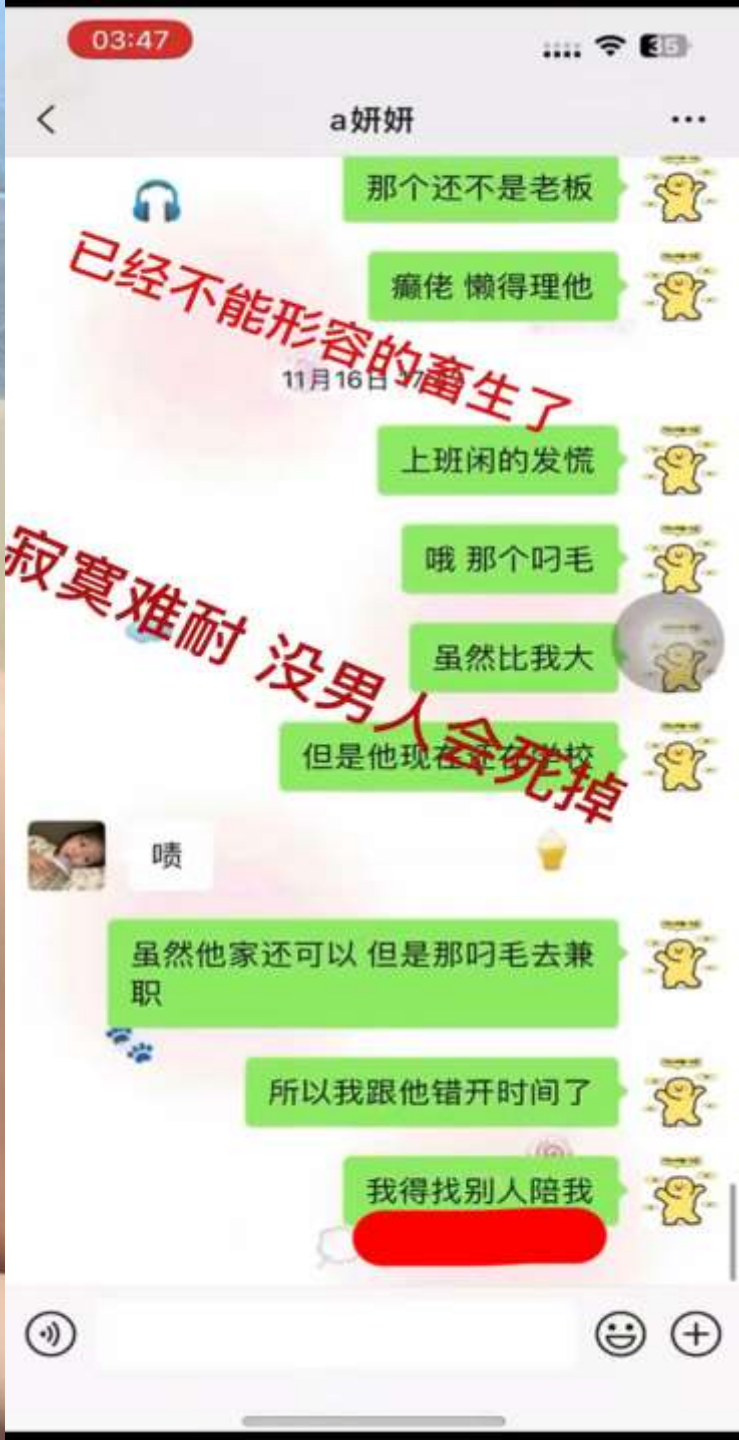 03:47
35
a妍妍
那个还不是老板
癫佬 懒得理他
已经不能形容的畜生了
11月16日
上班闲的发慌
哦 那个叼毛
寂寞难耐 没男人会死掉
虽然比我大
但是他现在还在学校
啧
虽然他家还可以 但是那叼毛去兼
职
所以我跟他错开时间了
我得找别人陪我